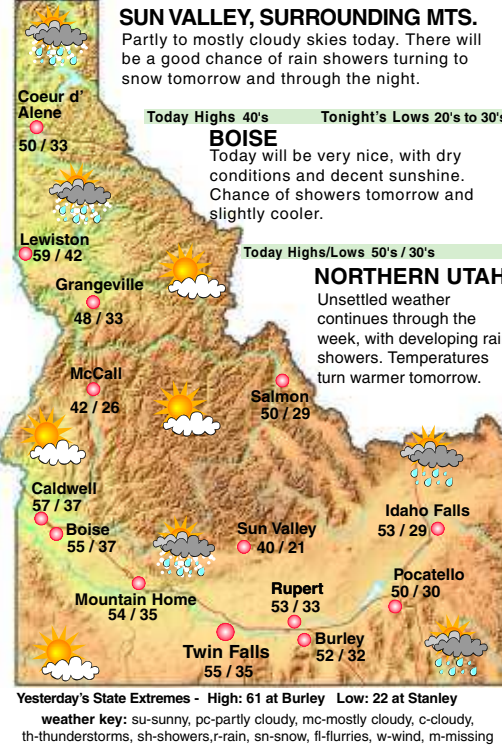 SUN VALLEY, SURROUNDING MTS.
Partly to mostly cloudy skies today. There will
be a good chance of rain showers turning to
snow tomorrow and through the night.
Today Highs 40's Tonight's Lows 20's to 30's
BOISE
Today will be very nice, with dry
conditions and decent sunshine.
Chance of showers tomorrow and
slightly cooler.
Today Highs/Lows 50's / 30's
NORTHERN UTAH
Unsettled weather
continues through the
week, with developing rai
showers. Temperatures
turn warmer tomorrow.
Coeur d'
Alene
50 / 33
Lewiston
59 / 42
Grangeville
48 / 33
McCall
42 / 26
Salmon
50 / 29
Caldwell
57 / 37
Boise
55 / 37
Sun Valley
40 / 21
Idaho Falls
53 / 29
Mountain Home
54 / 35
Rupert
53 / 33
Pocatello
50 / 30
Twin Falls
55 / 35
Burley
52 / 32
Yesterday's State Extremes - High: 61 at Burley Low: 22 at Stanley
weather key: su-sunny, pc-partly cloudy, mc-mostly cloudy, c-cloudy,
th-thunderstorms, sh-showers,r-rain, sn-snow, fl-flurries, w-wind, m-missing